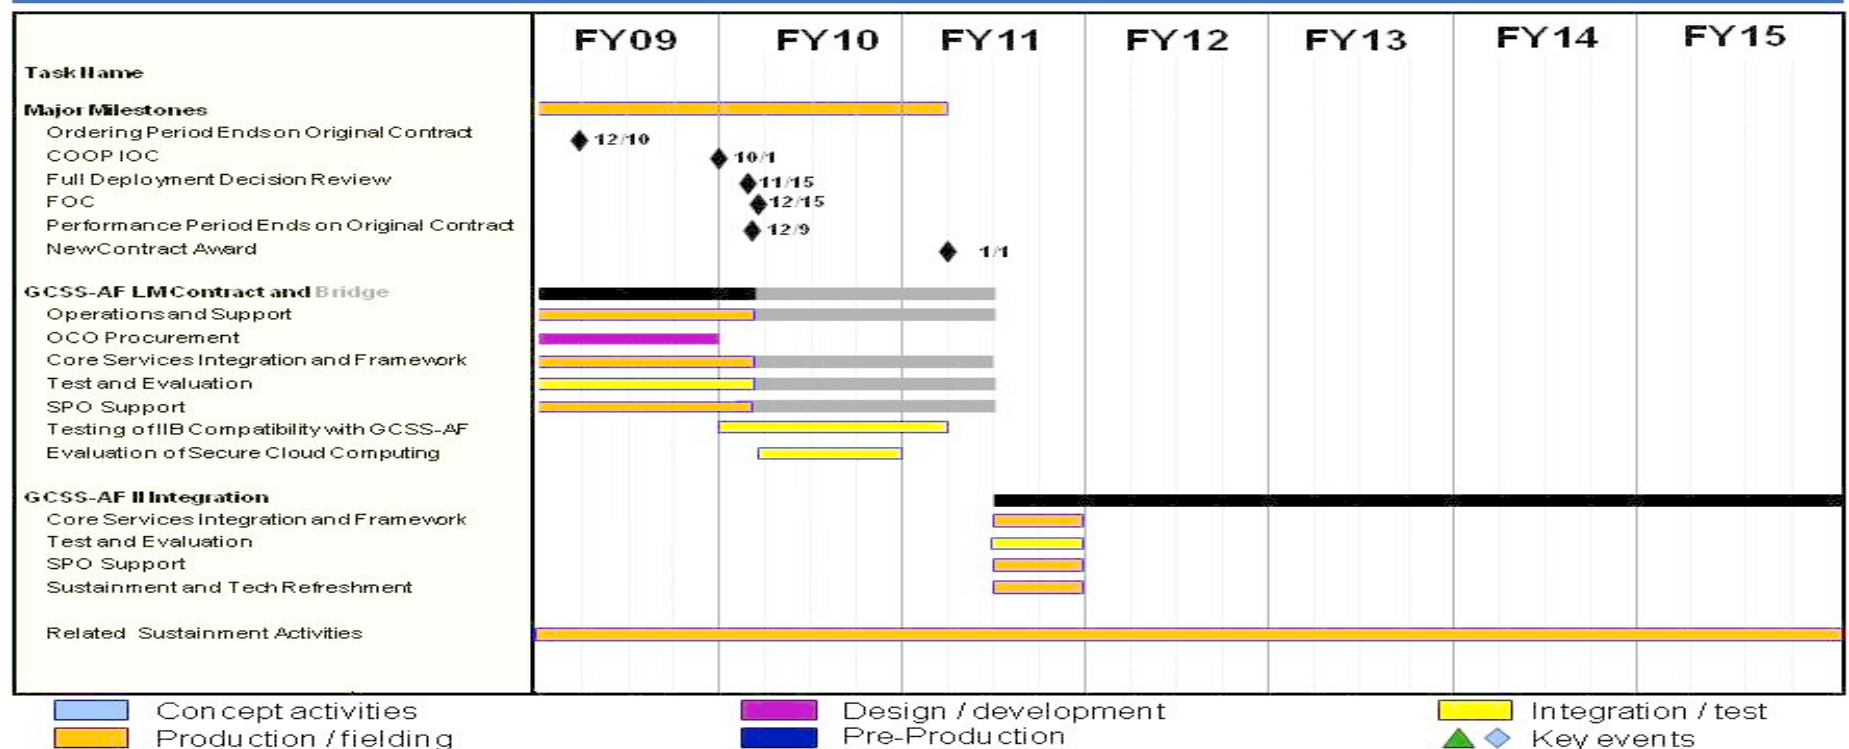 FY09 FY10 FY11 FY12 FY13 FY14 FY15
Task Name
Major Milestones
Ordering Period Ends on Original Contract 12/10
COOP IOC 10/1
Full Deployment Decision Review 11/15
FOC 12/15
Performance Period Ends on Original Contract 12/9
New Contract Award 1/1
GCSS-AF LM Contract and Bridge
Operations and Support
OCO Procurement
Core Services Integration and Framework
Test and Evaluation
SPO Support
Testing of IIB Compatibility with GCSS-AF
Evaluation of Secure Cloud Computing
GCSS-AF II Integration
Core Services Integration and Framework
Test and Evaluation
SPO Support
Sustainment and Tech Refreshment
Related Sustainment Activities
Concept activities Design / development Integration / test
Production / fielding Pre-Production Key events